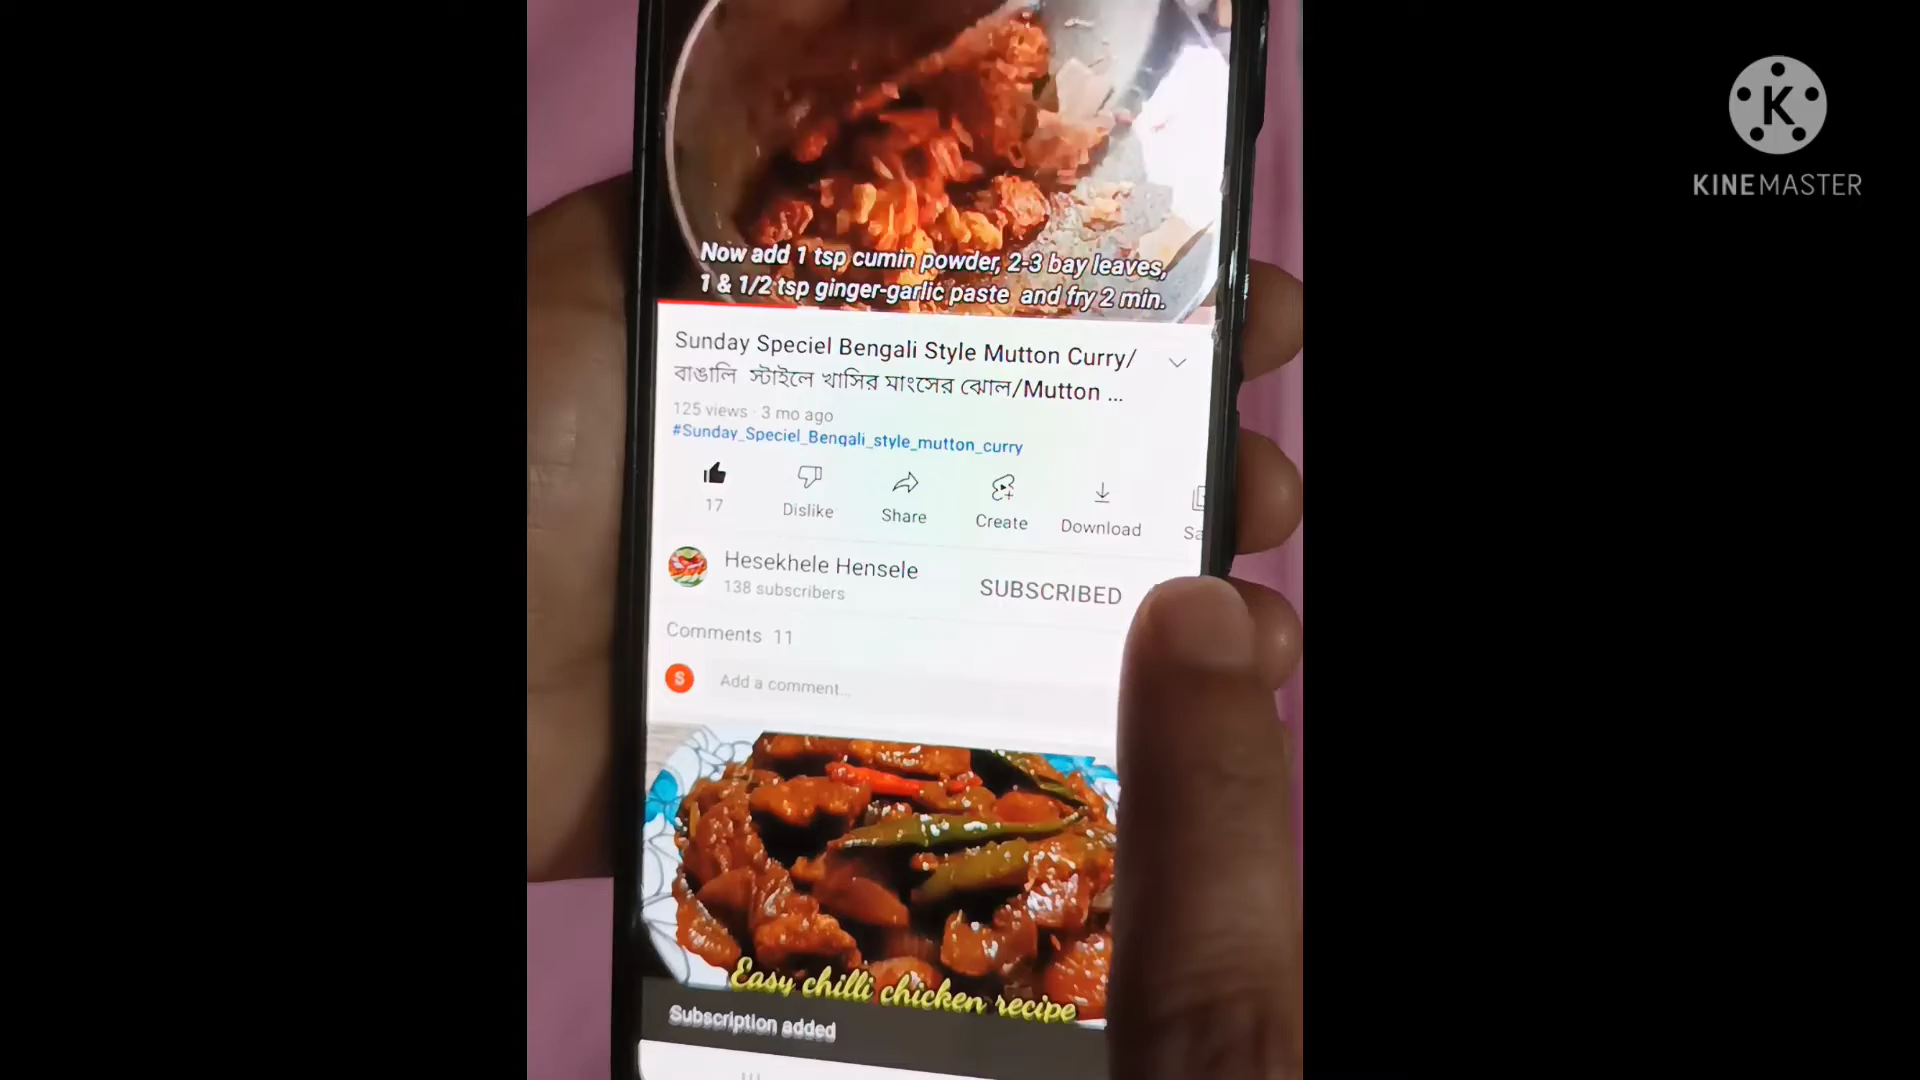 K
KINEMASTER
Now add 1 tsp cumin powder, 2-3 bay leaves,
1 & 1/2 tsp ginger-garlic paste and fry 2 min.
Sunday Speciel Bengali Style Mutton Curry/
বাঙালি স্টাইলে খাসির মাংসের ঝোল/Mutton ...
125 views · 3 mo ago
#Sunday_Speciel_Bengali_style_mutton_curry
17
Dislike
Share
Create
Download
Sa
Hesekhele Hensele
138 subscribers
SUBSCRIBED
Comments 11
S
Add a comment...
Easy chilli chicken recipe
Subscription added